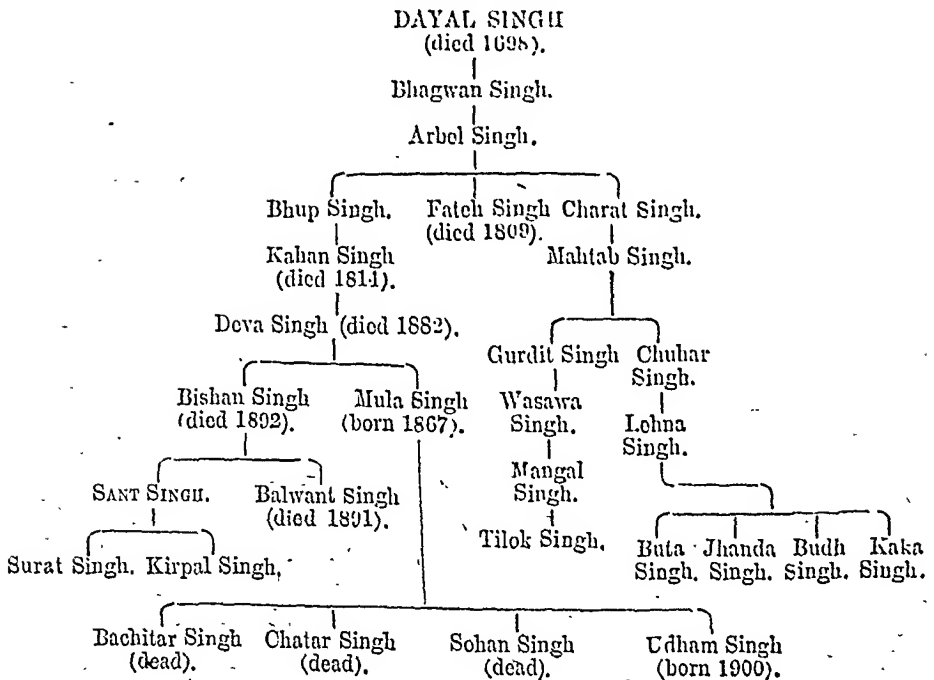 DAYAL SINGH
(died 1698).
Bhagwan Singh.
Arbel Singh.
Bhup Singh. Fateh Singh Charat Singh.
(died 1809).
Kahan Singh Mahtab Singh.
(died 1814).
Deva Singh (died 1882).
Gurdit Singh Chuhar
Singh.
Bishan Singh Mula Singh Wasawa
(died 1892). (born 1867). Singh. Lehna
Singh.
Mangal
SANT SINGH. Balwant Singh Singh.
(died 1891).
Tilok Singh.
Surat Singh. Kirpal Singh. Buta Jhanda Budh Kaka
Singh. Singh. Singh. Singh.
Bachitar Singh Chatar Singh Sohan Singh Udham Singh
(dead). (dead). (dead). (born 1900).